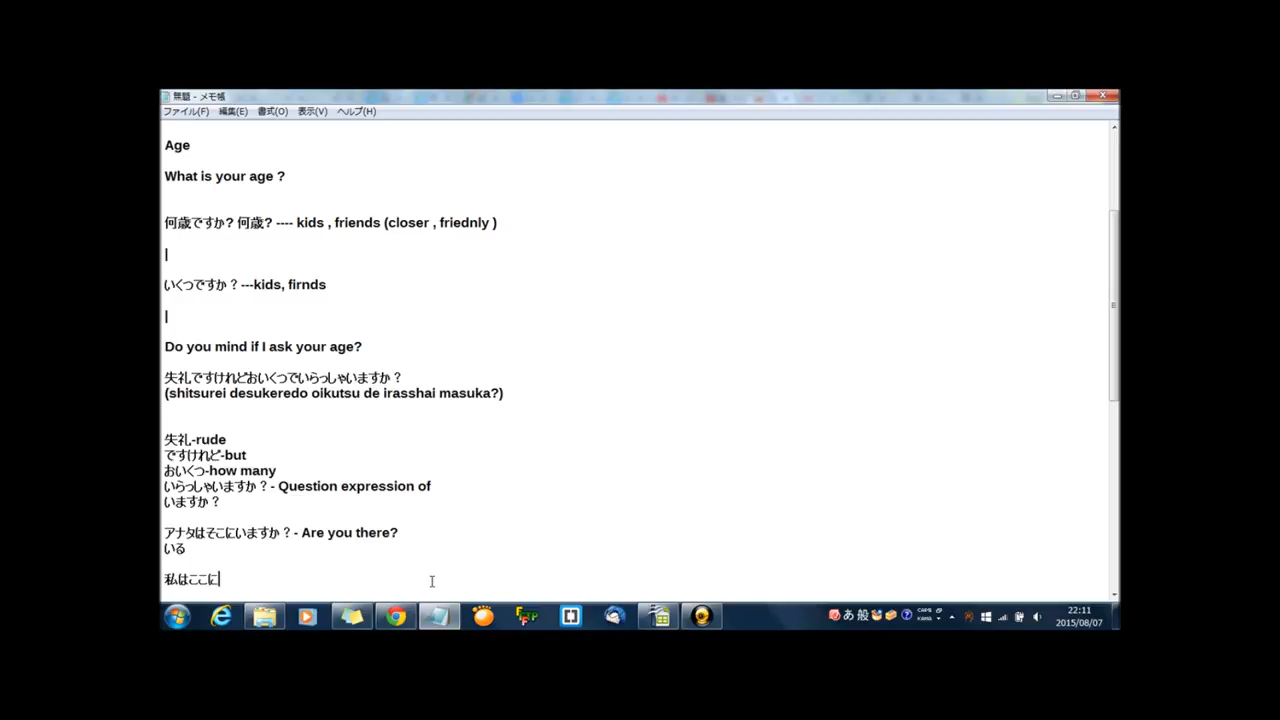 無題 - メモ帳
ファイル(F) 編集(E) 書式(O) 表示(V) ヘルプ(H)
Age
What is your age ?
何歳ですか? 何歳? ---- kids , friends (closer , friednly )
|
いくつですか ? ---kids, firnds
|
Do you mind if I ask your age?
失礼ですけれどおいくつでいらっしゃいますか ?
(shitsurei desukeredo oikutsu de irasshai masuka?)
失礼-rude
ですけれど-but
おいくつ-how many
いらっしゃいますか ? - Question expression of
いますか ?
アナタはそこにいますか ? - Are you there?
いる
私はここに
あ 般 CAPS KANA
22:11
2015/08/07